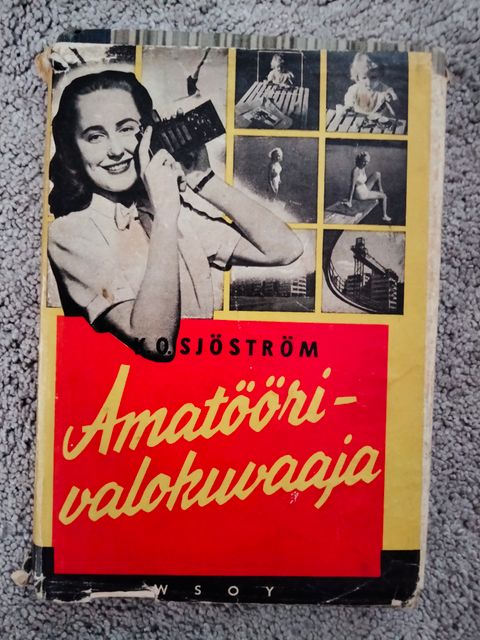 K O SJÖSTRÖM
Amatööri-
valokuvaaja
WSOY